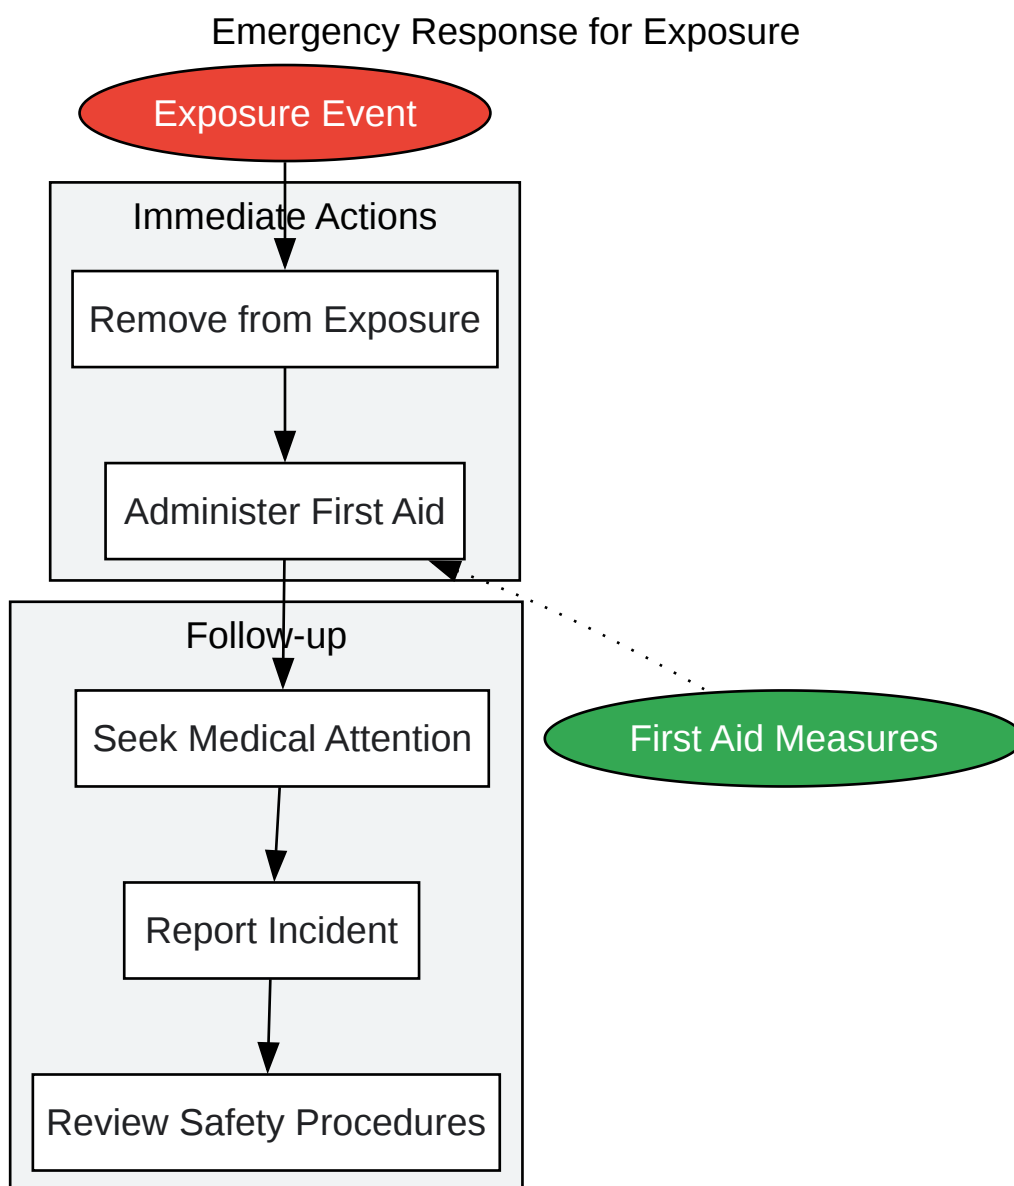 Emergency Response for Exposure
Exposure Event
Immediate Actions
Remove from Exposure
Administer First Aid
Follow-up
Seek Medical Attention
First Aid Measures
Report Incident
Review Safety Procedures